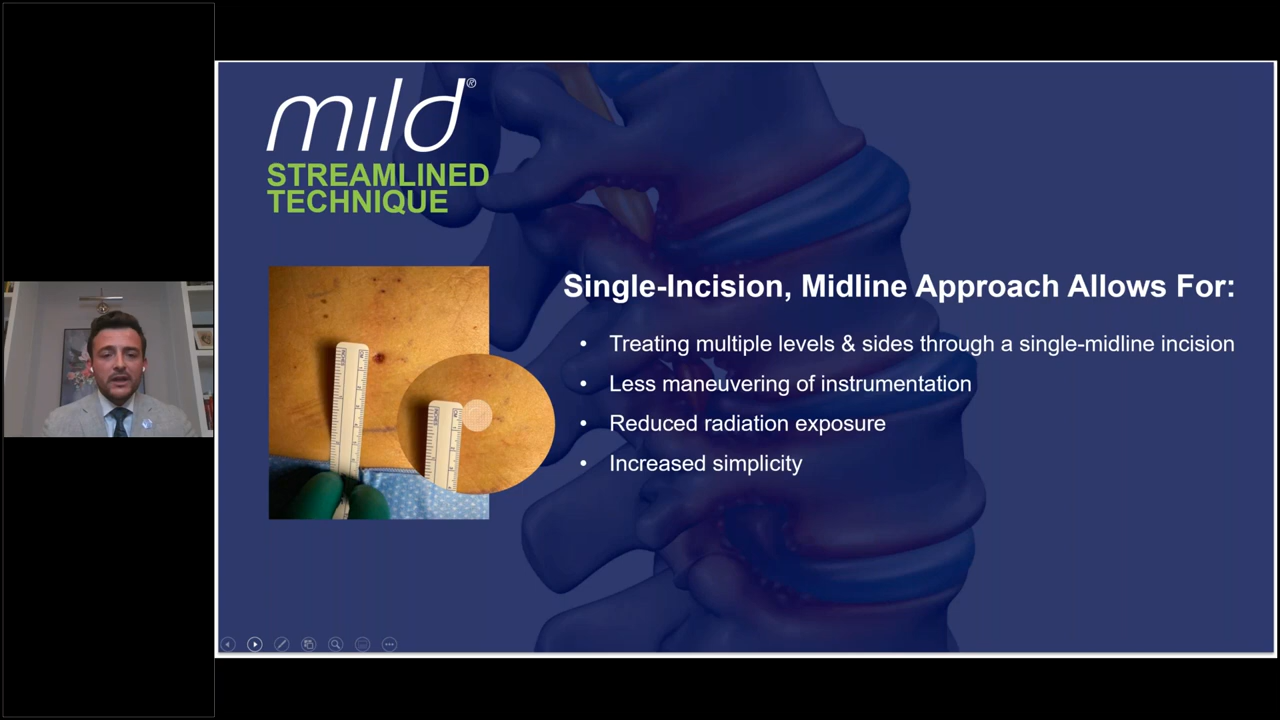 mild®
STREAMLINED
TECHNIQUE
Single-Incision, Midline Approach Allows For:
• Treating multiple levels & sides through a single-midline incision
• Less maneuvering of instrumentation
• Reduced radiation exposure
• Increased simplicity